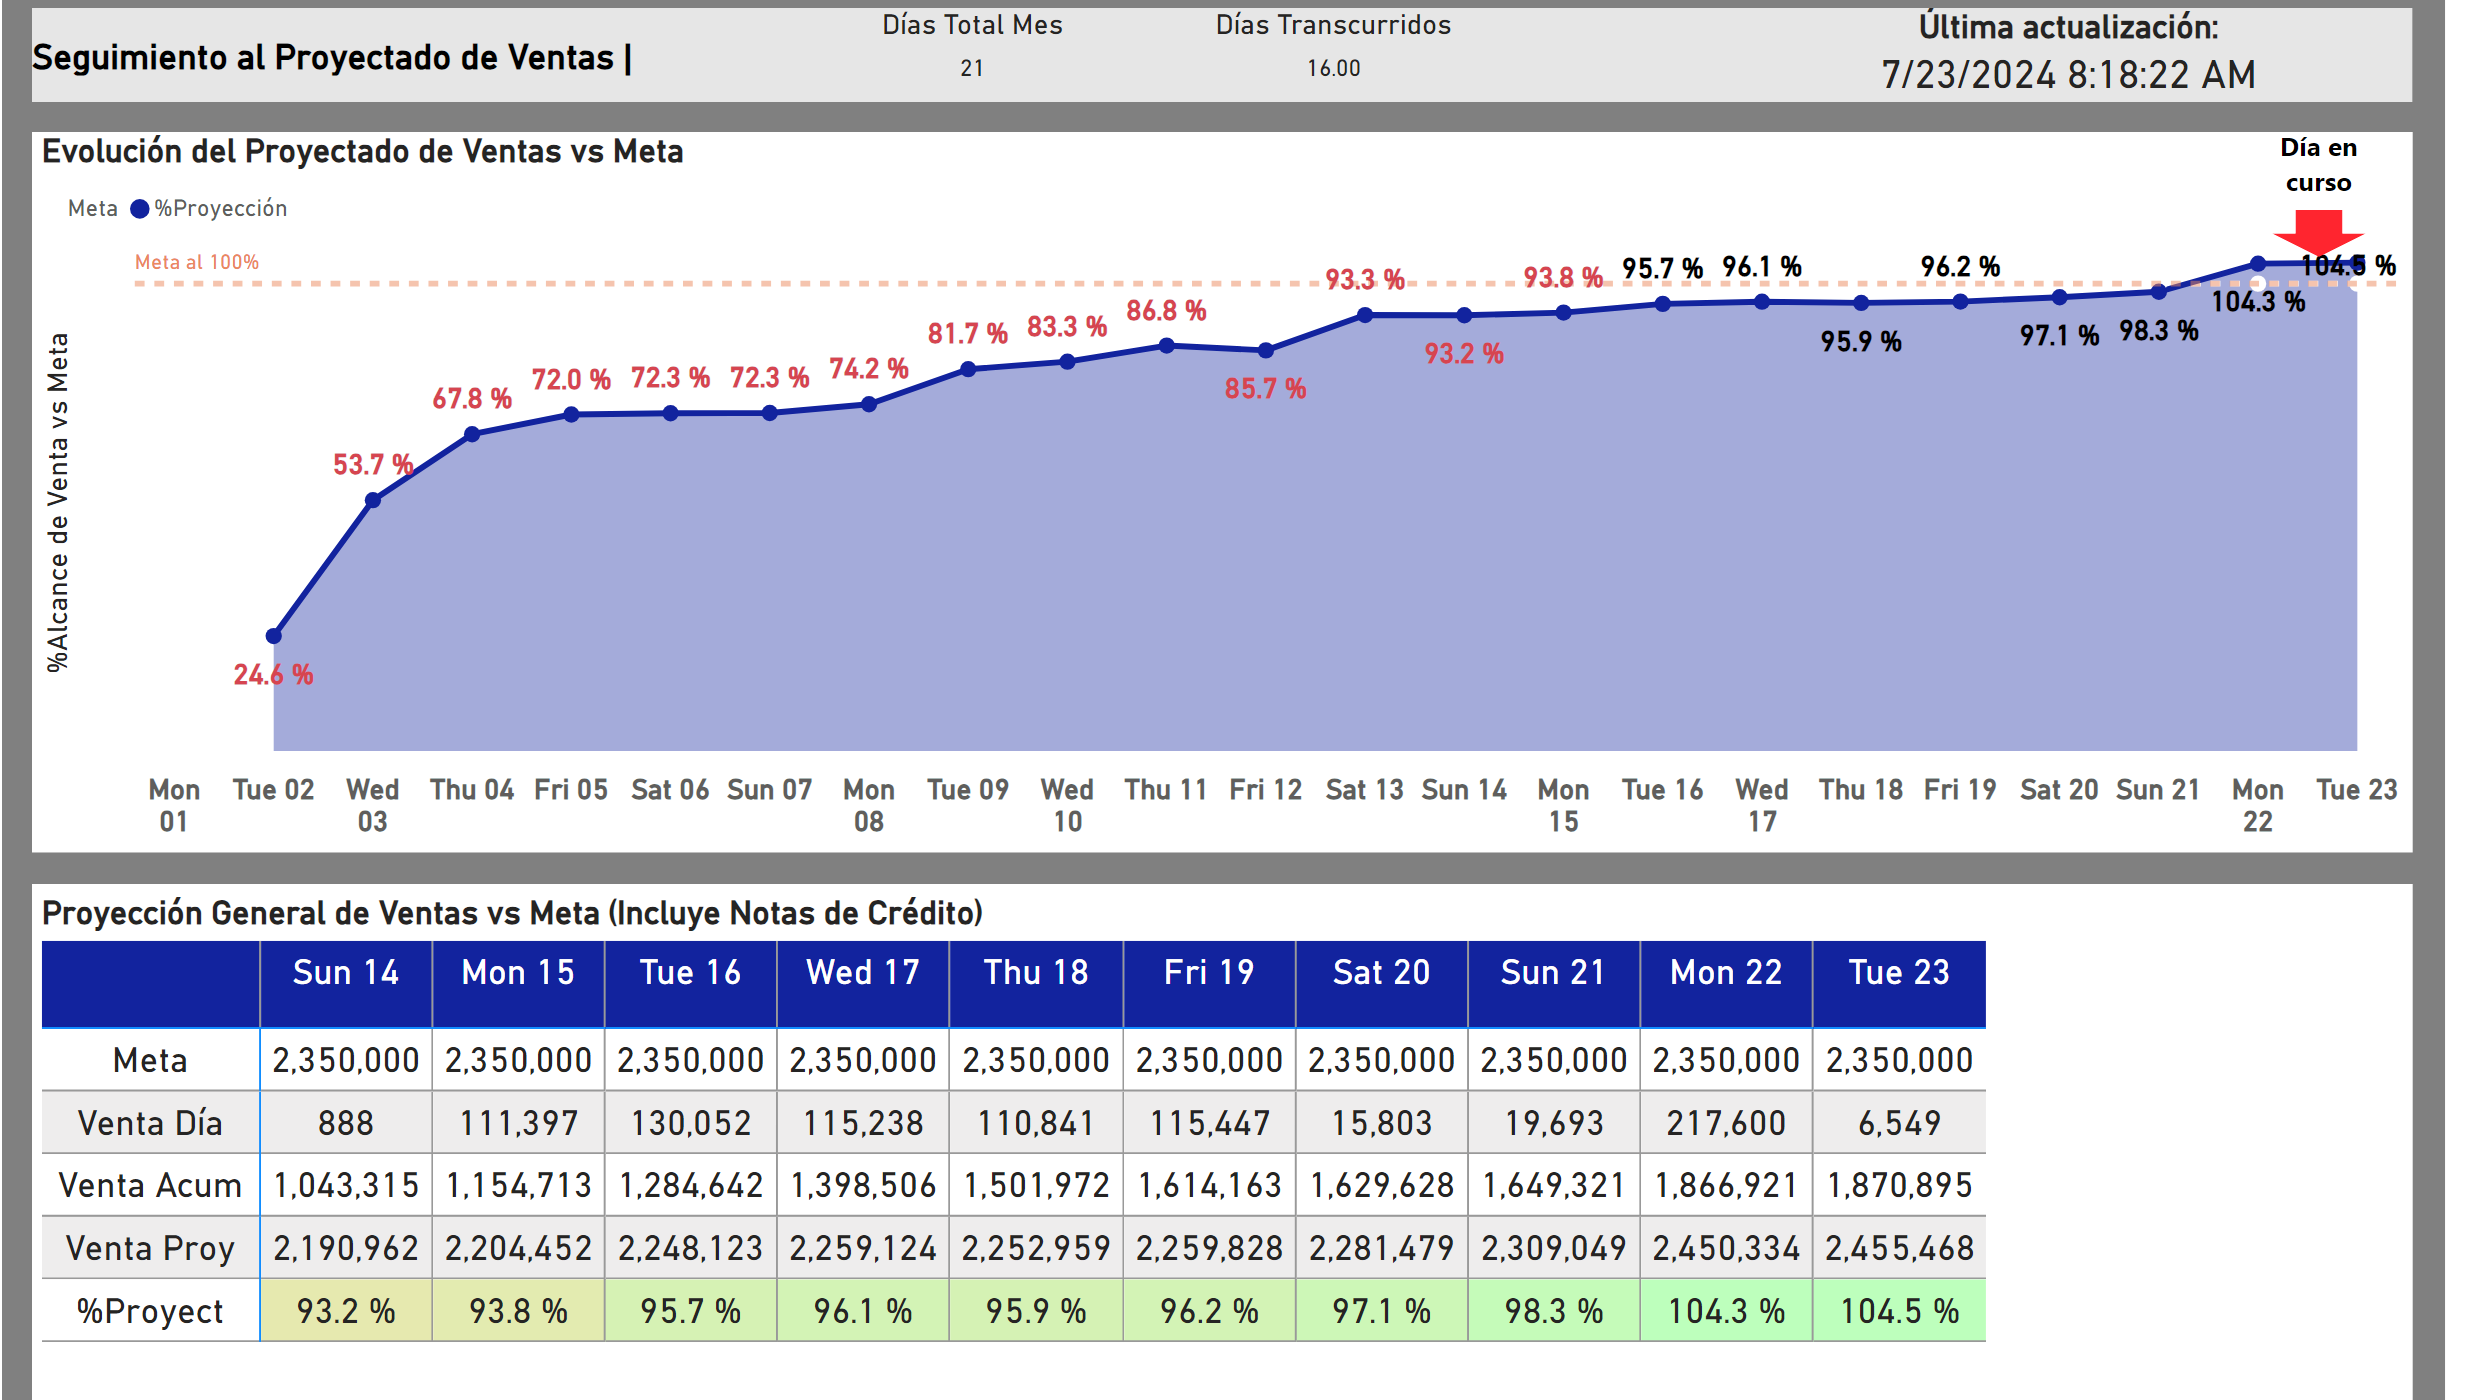 Seguimiento al Proyectado de Ventas |
Días Total Mes
21
Días Transcurridos
16.00
Última actualización:
7/23/2024 8:18:22 AM
Evolución del Proyectado de Ventas vs Meta
Día en
curso
Meta %Proyección
Meta al 100%
%Alcance de Venta vs Meta
24.6 %
53.7 %
67.8 %
72.0 %
72.3 %
72.3 %
74.2 %
81.7 %
83.3 %
86.8 %
85.7 %
93.3 %
93.2 %
93.8 %
95.7 %
96.1 %
95.9 %
96.2 %
97.1 %
98.3 %
104.3 %
104.5 %
Mon 01
Tue 02
Wed 03
Thu 04
Fri 05
Sat 06
Sun 07
Mon 08
Tue 09
Wed 10
Thu 11
Fri 12
Sat 13
Sun 14
Mon 15
Tue 16
Wed 17
Thu 18
Fri 19
Sat 20
Sun 21
Mon 22
Tue 23
Proyección General de Ventas vs Meta (Incluye Notas de Crédito)
Sun 14 Mon 15 Tue 16 Wed 17 Thu 18 Fri 19 Sat 20 Sun 21 Mon 22 Tue 23
Meta 2,350,000 2,350,000 2,350,000 2,350,000 2,350,000 2,350,000 2,350,000 2,350,000 2,350,000 2,350,000
Venta Día 888 111,397 130,052 115,238 110,841 115,447 15,803 19,693 217,600 6,549
Venta Acum 1,043,315 1,154,713 1,284,642 1,398,506 1,501,972 1,614,163 1,629,628 1,649,321 1,866,921 1,870,895
Venta Proy 2,190,962 2,204,452 2,248,123 2,259,124 2,252,959 2,259,828 2,281,479 2,309,049 2,450,334 2,455,468
%Proyect 93.2 % 93.8 % 95.7 % 96.1 % 95.9 % 96.2 % 97.1 % 98.3 % 104.3 % 104.5 %